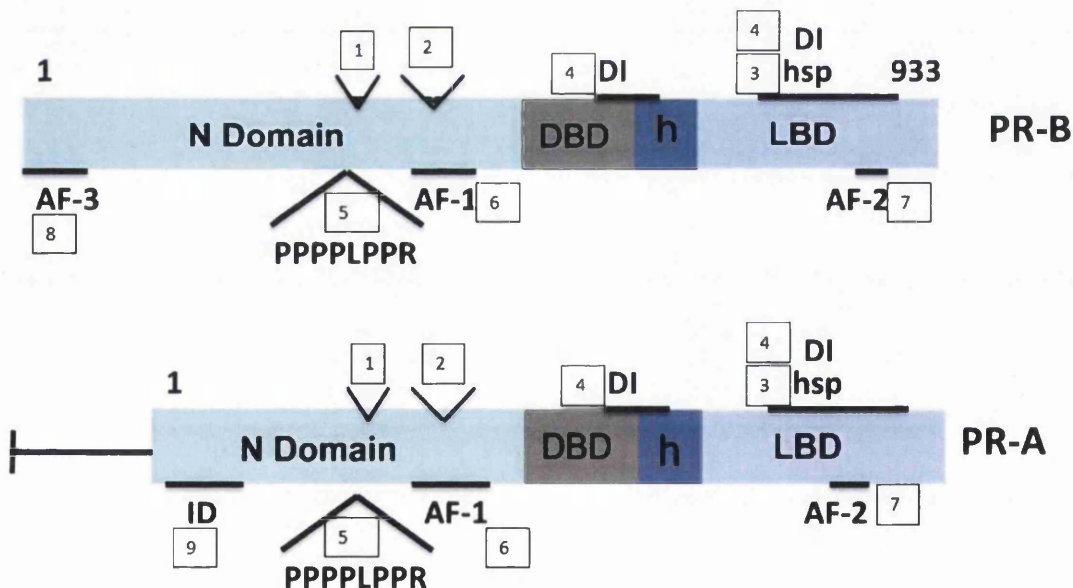 4 DI
1 2
1 4 DI 3 hsp 933
N Domain DBD h LBD PR-B
AF-3 AF-1 6 AF-2 7
8 5
PPPPLPPR
4 DI
1 2
1 4 DI 3 hsp
N Domain DBD h LBD PR-A
ID AF-1 AF-2 7
9 5 6
PPPPLPPR